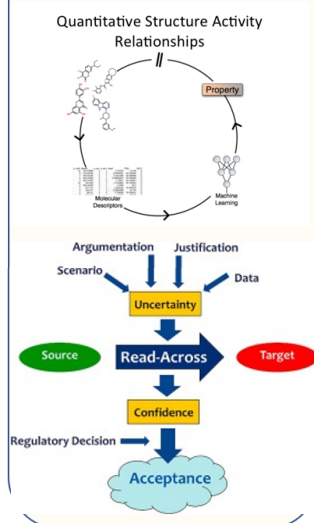 Quantitative Structure Activity
Relationships
Property
Molecular
Descriptors
Machine
Learning
Argumentation
Justification
Scenario
Data
Uncertainty
Source
Read-Across
Target
Confidence
Regulatory Decision
Acceptance